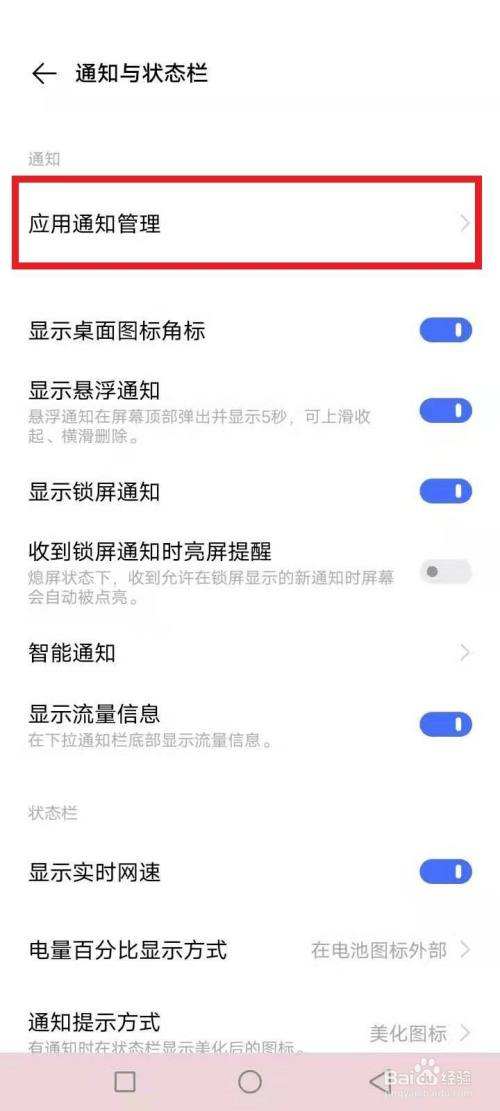 通知与状态栏
通知
应用通知管理
显示桌面图标角标
显示悬浮通知
悬浮通知在屏幕顶部弹出并显示5秒，可上滑收
起、横滑删除。
显示锁屏通知
收到锁屏通知时亮屏提醒
熄屏状态下，收到允许在锁屏显示的新通知时屏幕
会自动被点亮。
智能通知
显示流量信息
在下拉通知栏底部显示流量信息。
状态栏
显示实时网速
电量百分比显示方式 在电池图标外部
通知提示方式 美化图标
有通知时在状态栏显示美化后的图标。
Baidu 经验
jingyan.baidu.com